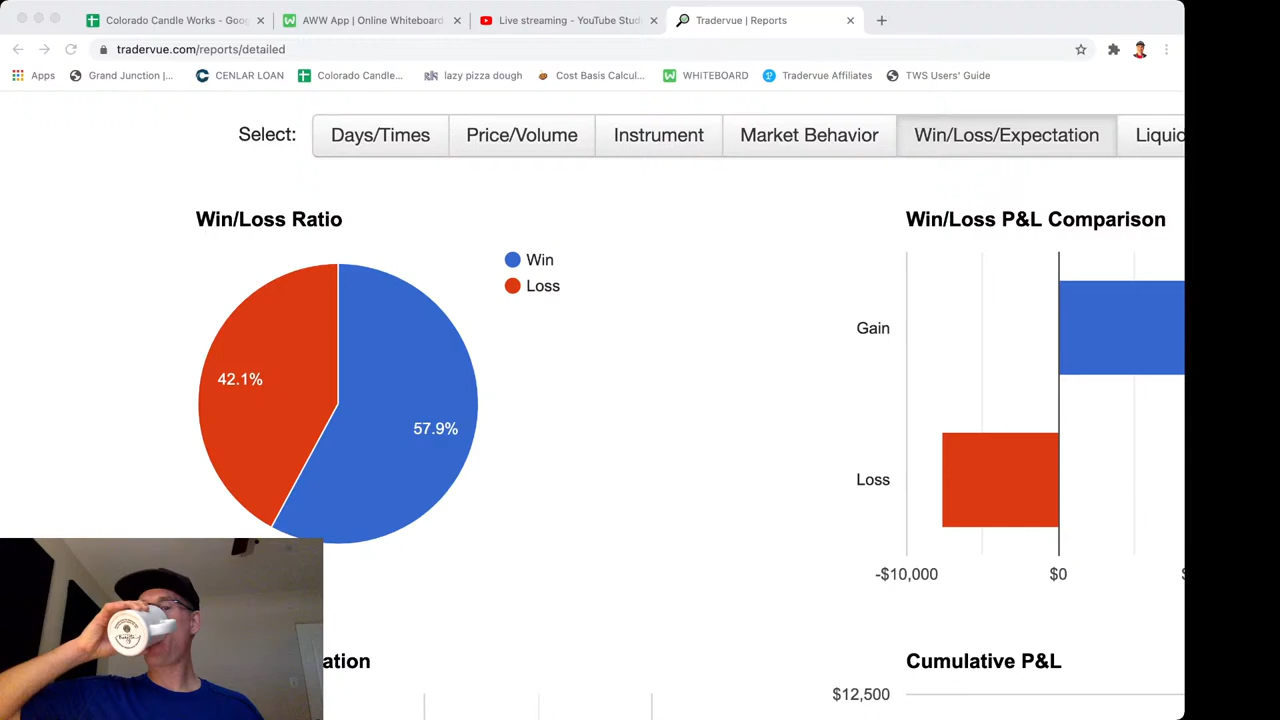 Colorado Candle Works - Goog
AWW App | Online Whiteboard
Live streaming - YouTube Stud
Tradervue | Reports
tradervue.com/reports/detailed
Apps
Grand Junction |...
CENLAR LOAN
Colorado Candle...
lazy pizza dough
Cost Basis Calcul...
WHITEBOARD
Tradervue Affiliates
TWS Users' Guide
Select:
Days/Times
Price/Volume
Instrument
Market Behavior
Win/Loss/Expectation
Liquid
Win/Loss Ratio
Win
Loss
42.1%
57.9%
Win/Loss P&L Comparison
Gain
Loss
-$10,000
$0
ation
Cumulative P&L
$12,500